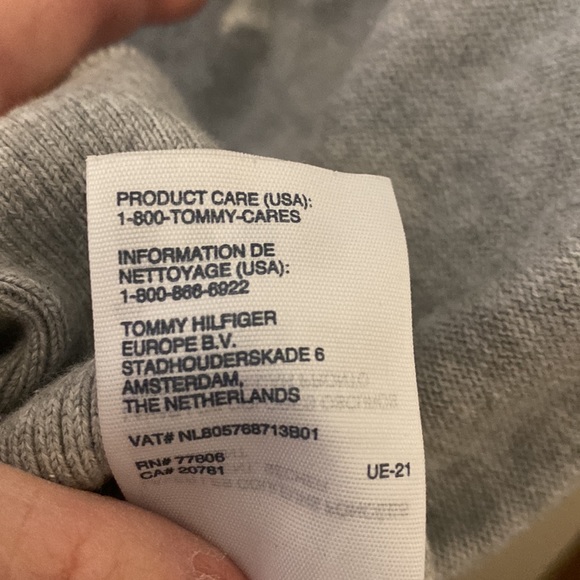 PRODUCT CARE (USA):
1-800-TOMMY-CARES
INFORMATION DE
NETTOYAGE (USA):
1-800-866-6922
TOMMY HILFIGER
EUROPE B.V.
STADHOUDERSKADE 6
AMSTERDAM,
THE NETHERLANDS
VAT# NL805768713B01
RN# 77806
CA# 20781
UE-21